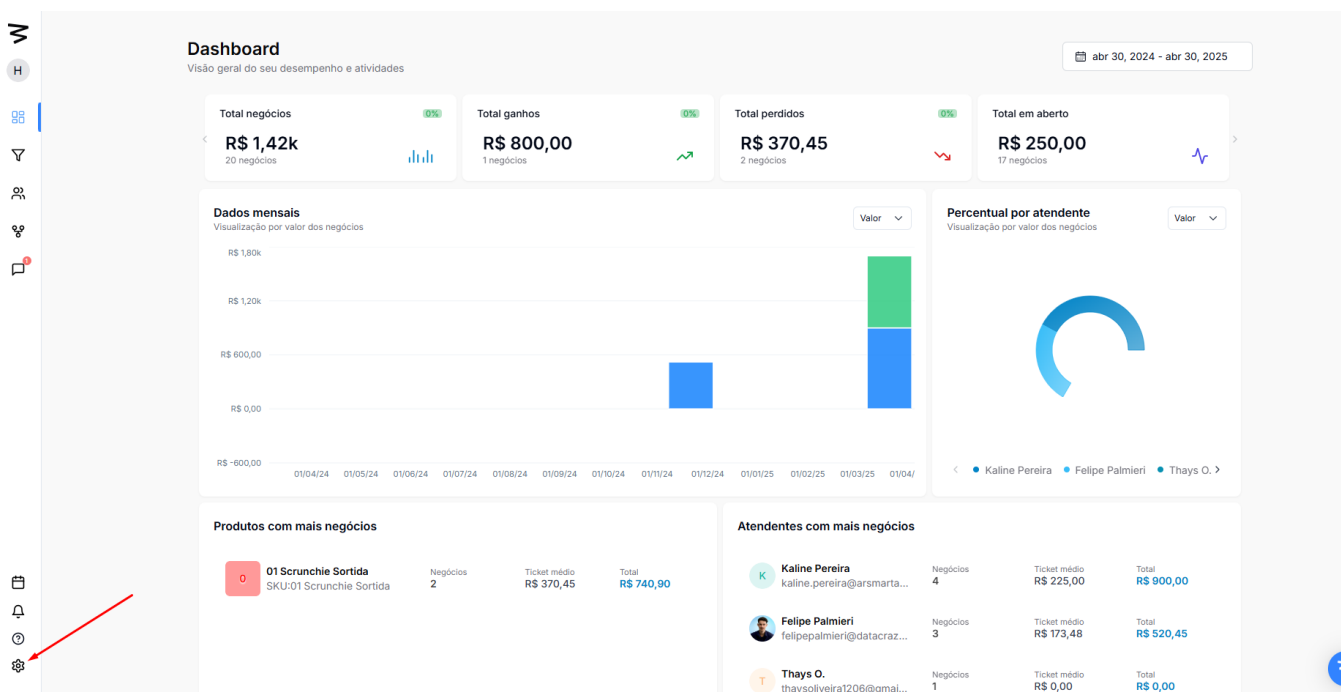 H
Dashboard
Visão geral do seu desempenho e atividades
abr 30, 2024 - abr 30, 2025
Total negócios
0%
R$ 1,42k
20 negócios
Total ganhos
0%
R$ 800,00
1 negócios
Total perdidos
0%
R$ 370,45
2 negócios
Total em aberto
R$ 250,00
17 negócios
Dados mensais
Visualização por valor dos negócios
Valor
R$ 1,80k
R$ 1,20k
R$ 600,00
R$ 0,00
R$ -600,00
01/04/24 01/05/24 01/06/24 01/07/24 01/08/24 01/09/24 01/10/24 01/11/24 01/12/24 01/01/25 01/02/25 01/03/25 01/04/
Percentual por atendente
Visualização por valor dos negócios
Valor
Kaline Pereira Felipe Palmieri Thays O.
Produtos com mais negócios
0
01 Scrunchie Sortida
SKU:01 Scrunchie Sortida
Negócios
2
Ticket médio
R$ 370,45
Total
R$ 740,90
Atendentes com mais negócios
K
Kaline Pereira
kaline.pereira@arsmarta...
Negócios
4
Ticket médio
R$ 225,00
Total
R$ 900,00
Felipe Palmieri
felipepalmieri@datacraz...
Negócios
3
Ticket médio
R$ 173,48
Total
R$ 520,45
T
Thays O.
thaysoliveira1206@gmai...
Negócios
1
Ticket médio
R$ 0,00
Total
R$ 0,00